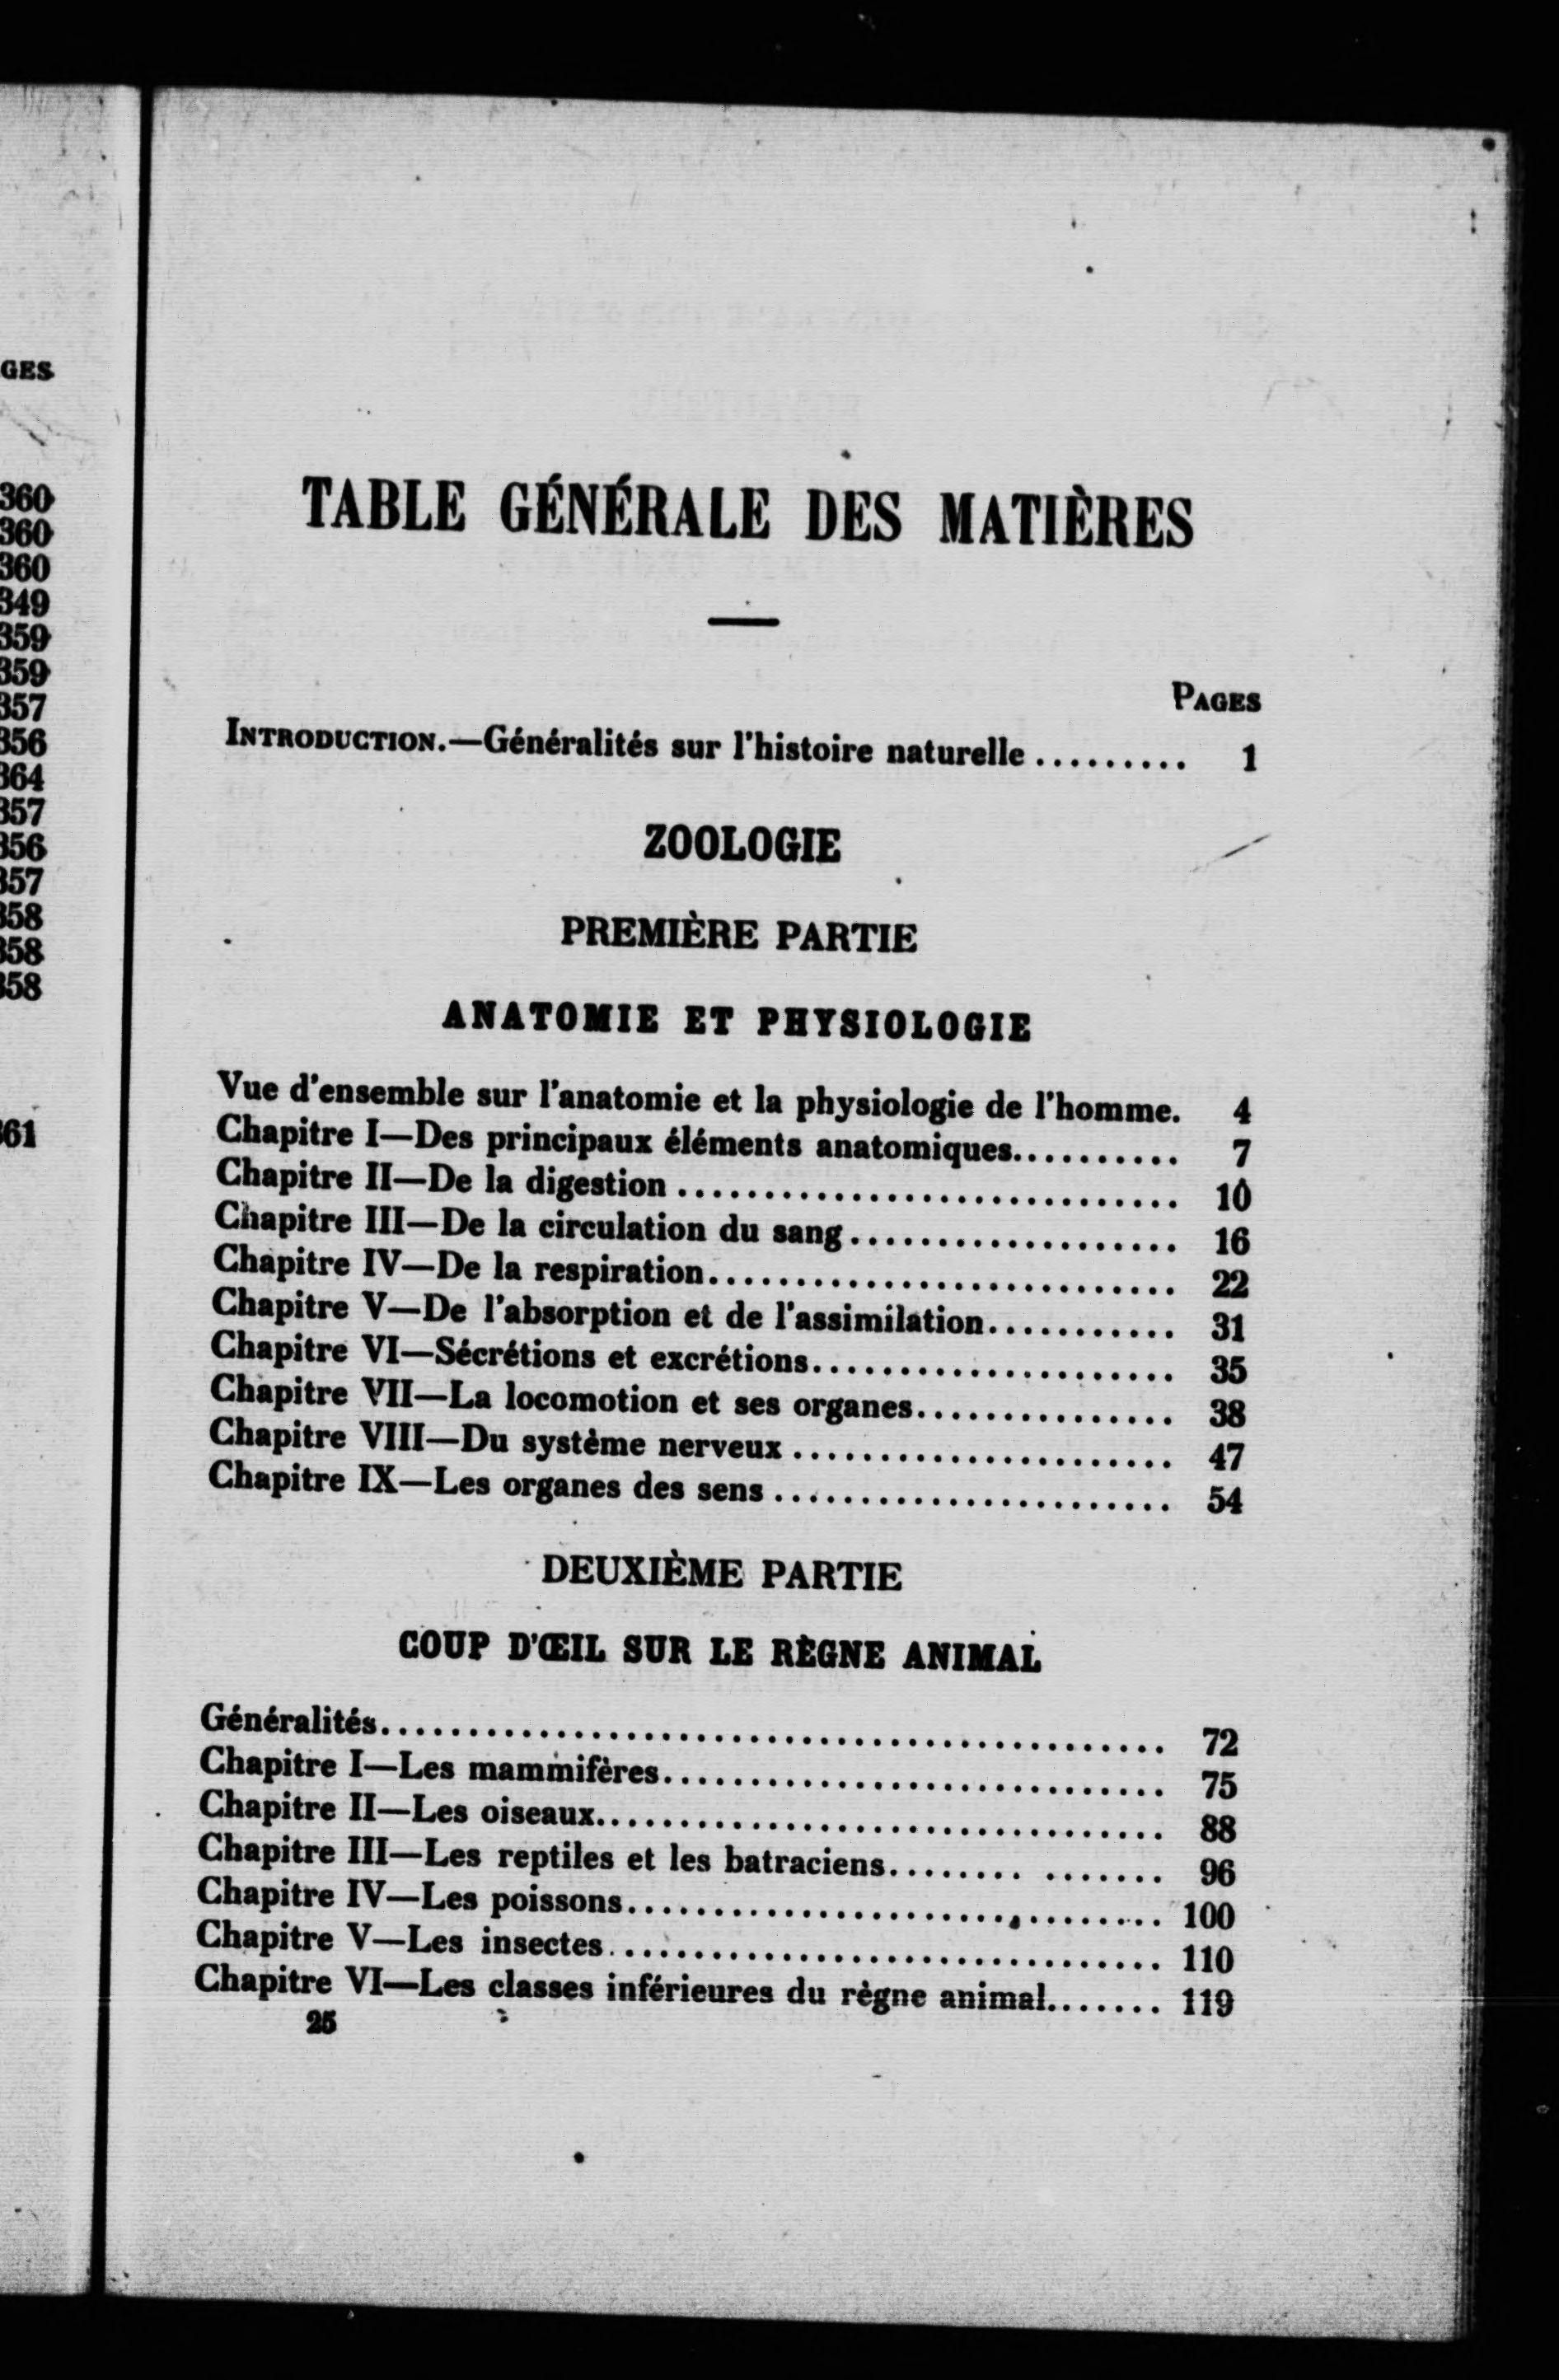 GES
360
360
360
349
359
359
357
356
364
357
356
357
358
358
358
361
TABLE GÉNÉRALE DES MATIÈRES
PAGES
INTRODUCTION.—Généralités sur l'histoire naturelle ......... 1
ZOOLOGIE
PREMIÈRE PARTIE
ANATOMIE ET PHYSIOLOGIE
Vue d'ensemble sur l'anatomie et la physiologie de l'homme. 4
Chapitre I—Des principaux éléments anatomiques.......... 7
Chapitre II—De la digestion ............................. 10
Chapitre III—De la circulation du sang................... 16
Chapitre IV—De la respiration........................... 22
Chapitre V—De l'absorption et de l'assimilation........... 31
Chapitre VI—Sécrétions et excrétions..................... 35
Chapitre VII—La locomotion et ses organes............... 38
Chapitre VIII—Du système nerveux ...................... 47
Chapitre IX—Les organes des sens ....................... 54
DEUXIÈME PARTIE
COUP D'ŒIL SUR LE RÈGNE ANIMAL
Généralités.............................................. 72
Chapitre I—Les mammifères............................. 75
Chapitre II—Les oiseaux................................. 88
Chapitre III—Les reptiles et les batraciens........ ....... 96
Chapitre IV—Les poissons............................... 100
Chapitre V—Les insectes................................ 110
Chapitre VI—Les classes inférieures du règne animal....... 119
25